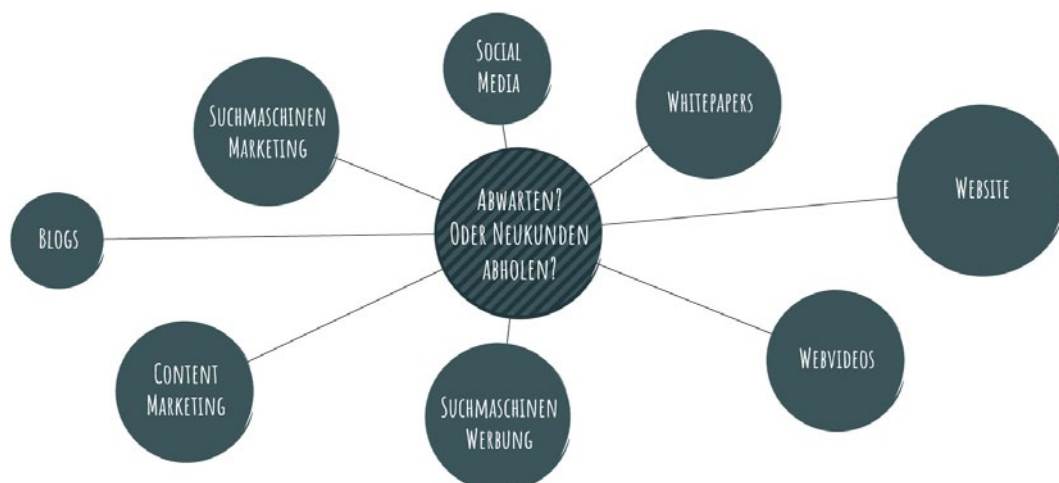 SOCIAL
MEDIA
SUCHMASCHINEN
MARKETING
WHITEPAPERS
WEBSITE
ABWARTEN?
ODER NEUKUNDEN
ABHOLEN?
BLOGS
CONTENT
MARKETING
SUCHMASCHINEN
WERBUNG
WEBVIDEOS